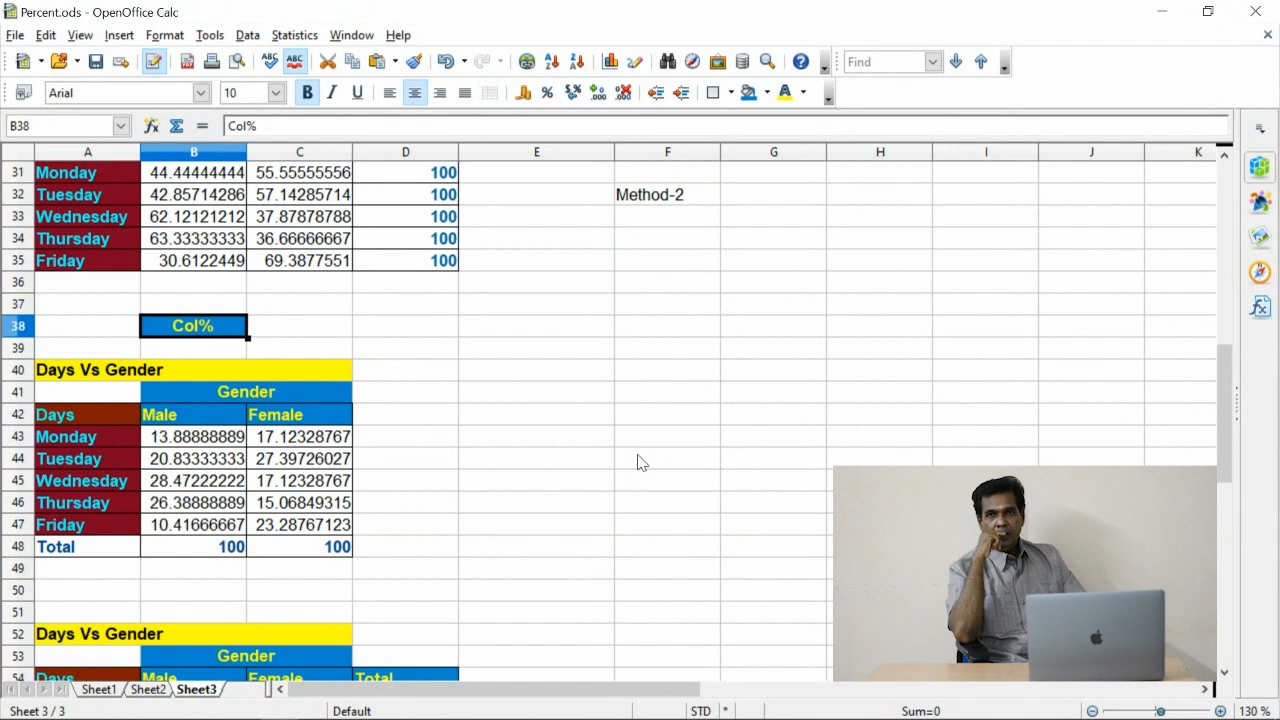 Percent.ods - OpenOffice Calc
File Edit View Insert Format Tools Data Statistics Window Help
Find
Arial 10
B38 Col%
A B C D E F G H I J K
31 Monday 44.44444444 55.55555556 100
32 Tuesday 42.85714286 57.14285714 100 Method-2
33 Wednesday 62.12121212 37.87878788 100
34 Thursday 63.33333333 36.66666667 100
35 Friday 30.6122449 69.3877551 100
36
37
38 Col%
39
40 Days Vs Gender
41 Gender
42 Days Male Female
43 Monday 13.88888889 17.12328767
44 Tuesday 20.83333333 27.39726027
45 Wednesday 28.47222222 17.12328767
46 Thursday 26.38888889 15.06849315
47 Friday 10.41666667 23.28767123
48 Total 100 100
49
50
51
52 Days Vs Gender
53 Gender
54 Days Male Female Total
Sheet1 Sheet2 Sheet3
Sheet 3 / 3 Default STD * Sum=0 130 %